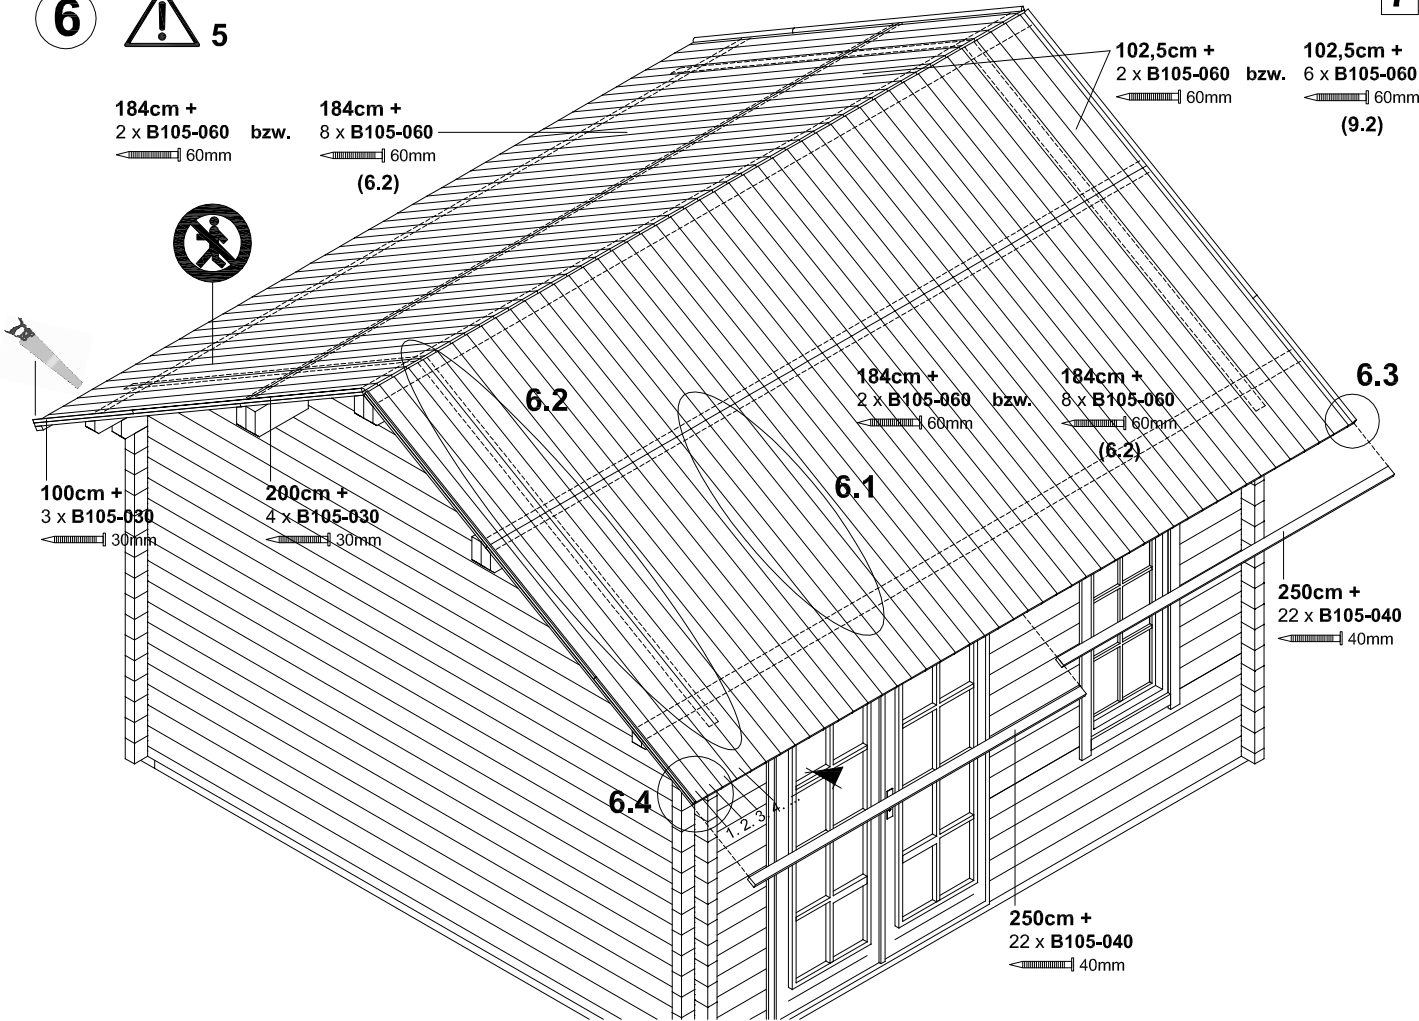 6
5
7
102,5cm +
2 x B105-060 bzw.
60mm
102,5cm +
6 x B105-060
60mm
(9.2)
184cm +
2 x B105-060 bzw.
60mm
184cm +
8 x B105-060
60mm
(6.2)
6.2
184cm +
2 x B105-060 bzw.
60mm
184cm +
8 x B105-060
60mm
(6.2)
6.3
6.1
100cm +
3 x B105-030
30mm
200cm +
4 x B105-030
30mm
250cm +
22 x B105-040
40mm
6.4
1. 2. 3. 4. ...
250cm +
22 x B105-040
40mm